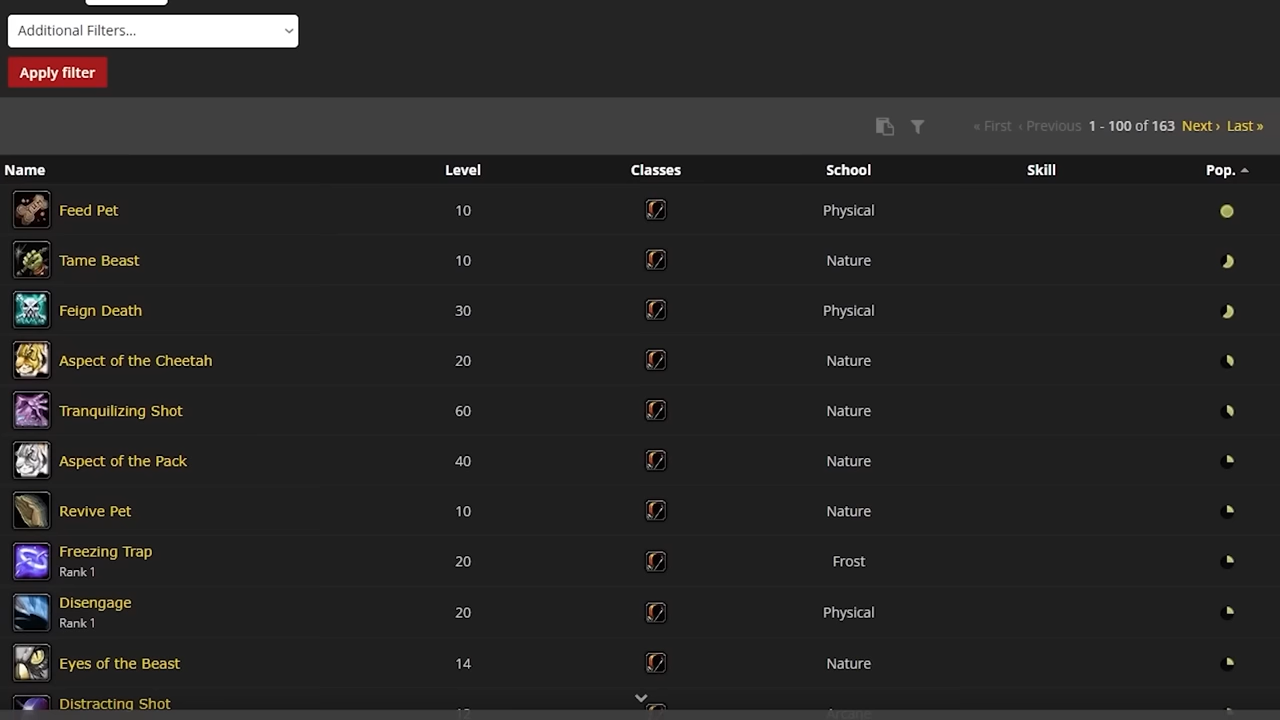 Additional Filters...
Apply filter
« First ‹ Previous 1 - 100 of 163 Next › Last »
Name Level Classes School Skill Pop.
Feed Pet 10 Physical
Tame Beast 10 Nature
Feign Death 30 Physical
Aspect of the Cheetah 20 Nature
Tranquilizing Shot 60 Nature
Aspect of the Pack 40 Nature
Revive Pet 10 Nature
Freezing Trap 20 Frost
Rank 1
Disengage 20 Physical
Rank 1
Eyes of the Beast 14 Nature
Distracting Shot 12 Arcane